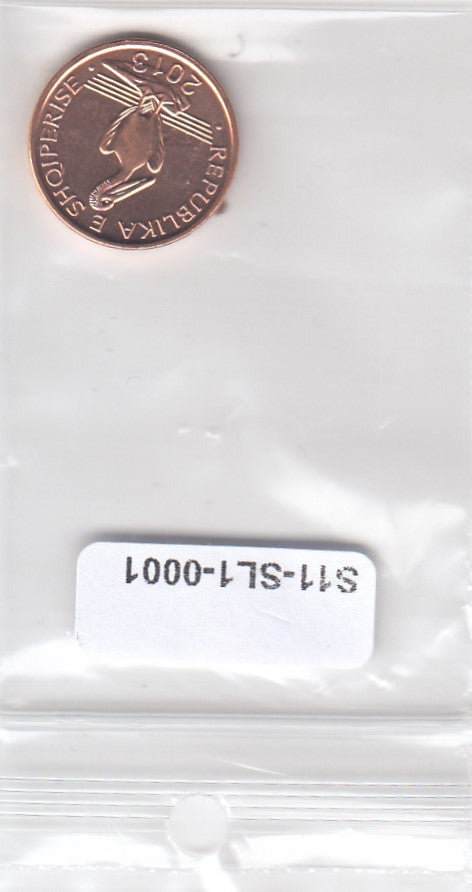 REPUBLIKA E SHQIPERISE
2013
S11-SL1-0001